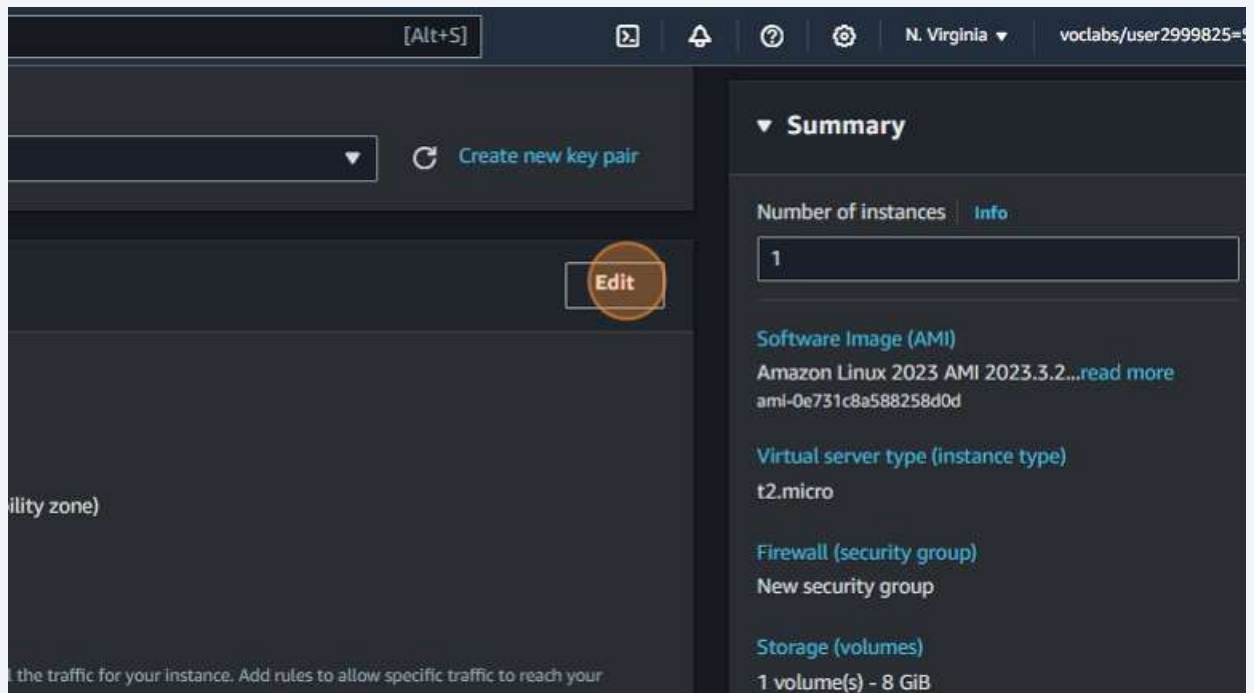 [Alt+S]
N. Virginia
voclabs/user2999825=
Create new key pair
Edit
ility zone)
l the traffic for your instance. Add rules to allow specific traffic to reach your
Summary
Number of instances
Info
1
Software Image (AMI)
Amazon Linux 2023 AMI 2023.3.2...read more
ami-0e731c8a588258d0d
Virtual server type (instance type)
t2.micro
Firewall (security group)
New security group
Storage (volumes)
1 volume(s) - 8 GiB